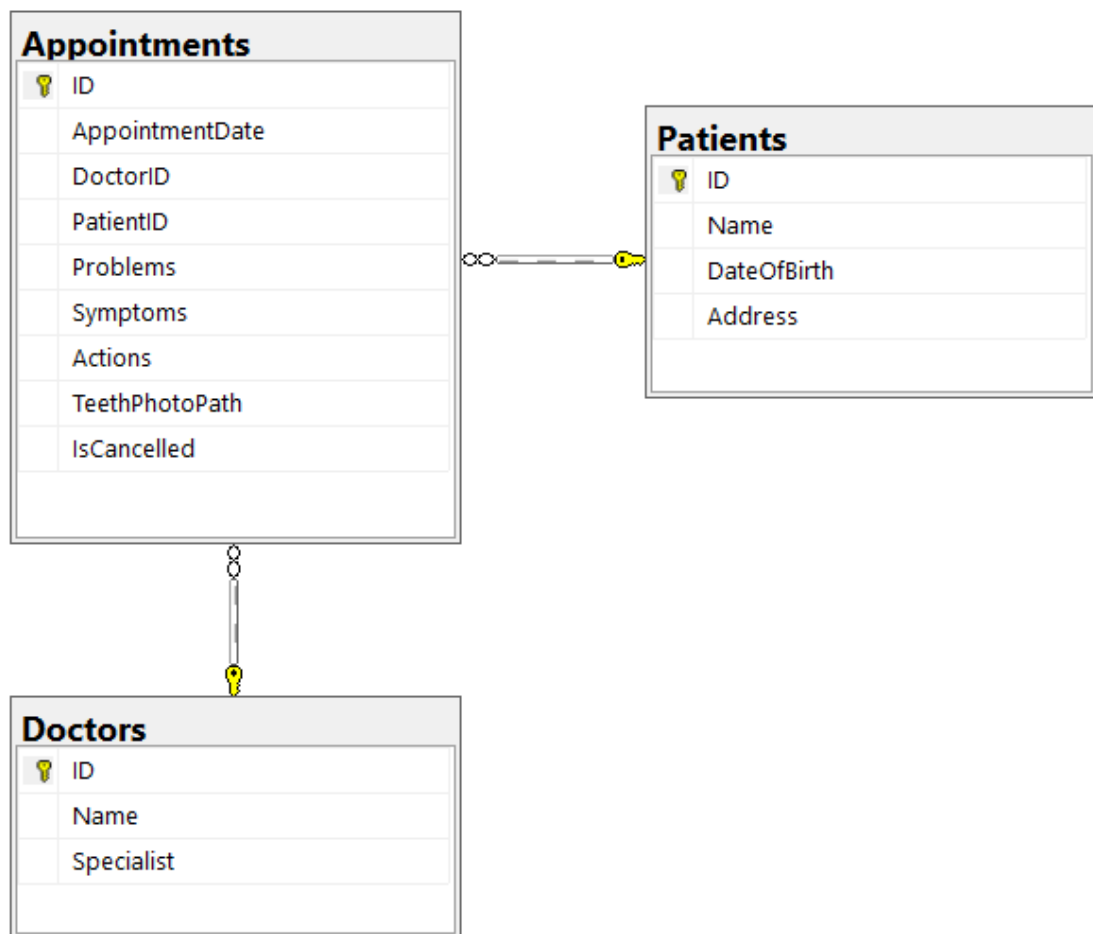 Appointments
ID
AppointmentDate
DoctorID
PatientID
Problems
Symptoms
Actions
TeethPhotoPath
IsCancelled
Patients
ID
Name
DateOfBirth
Address
Doctors
ID
Name
Specialist